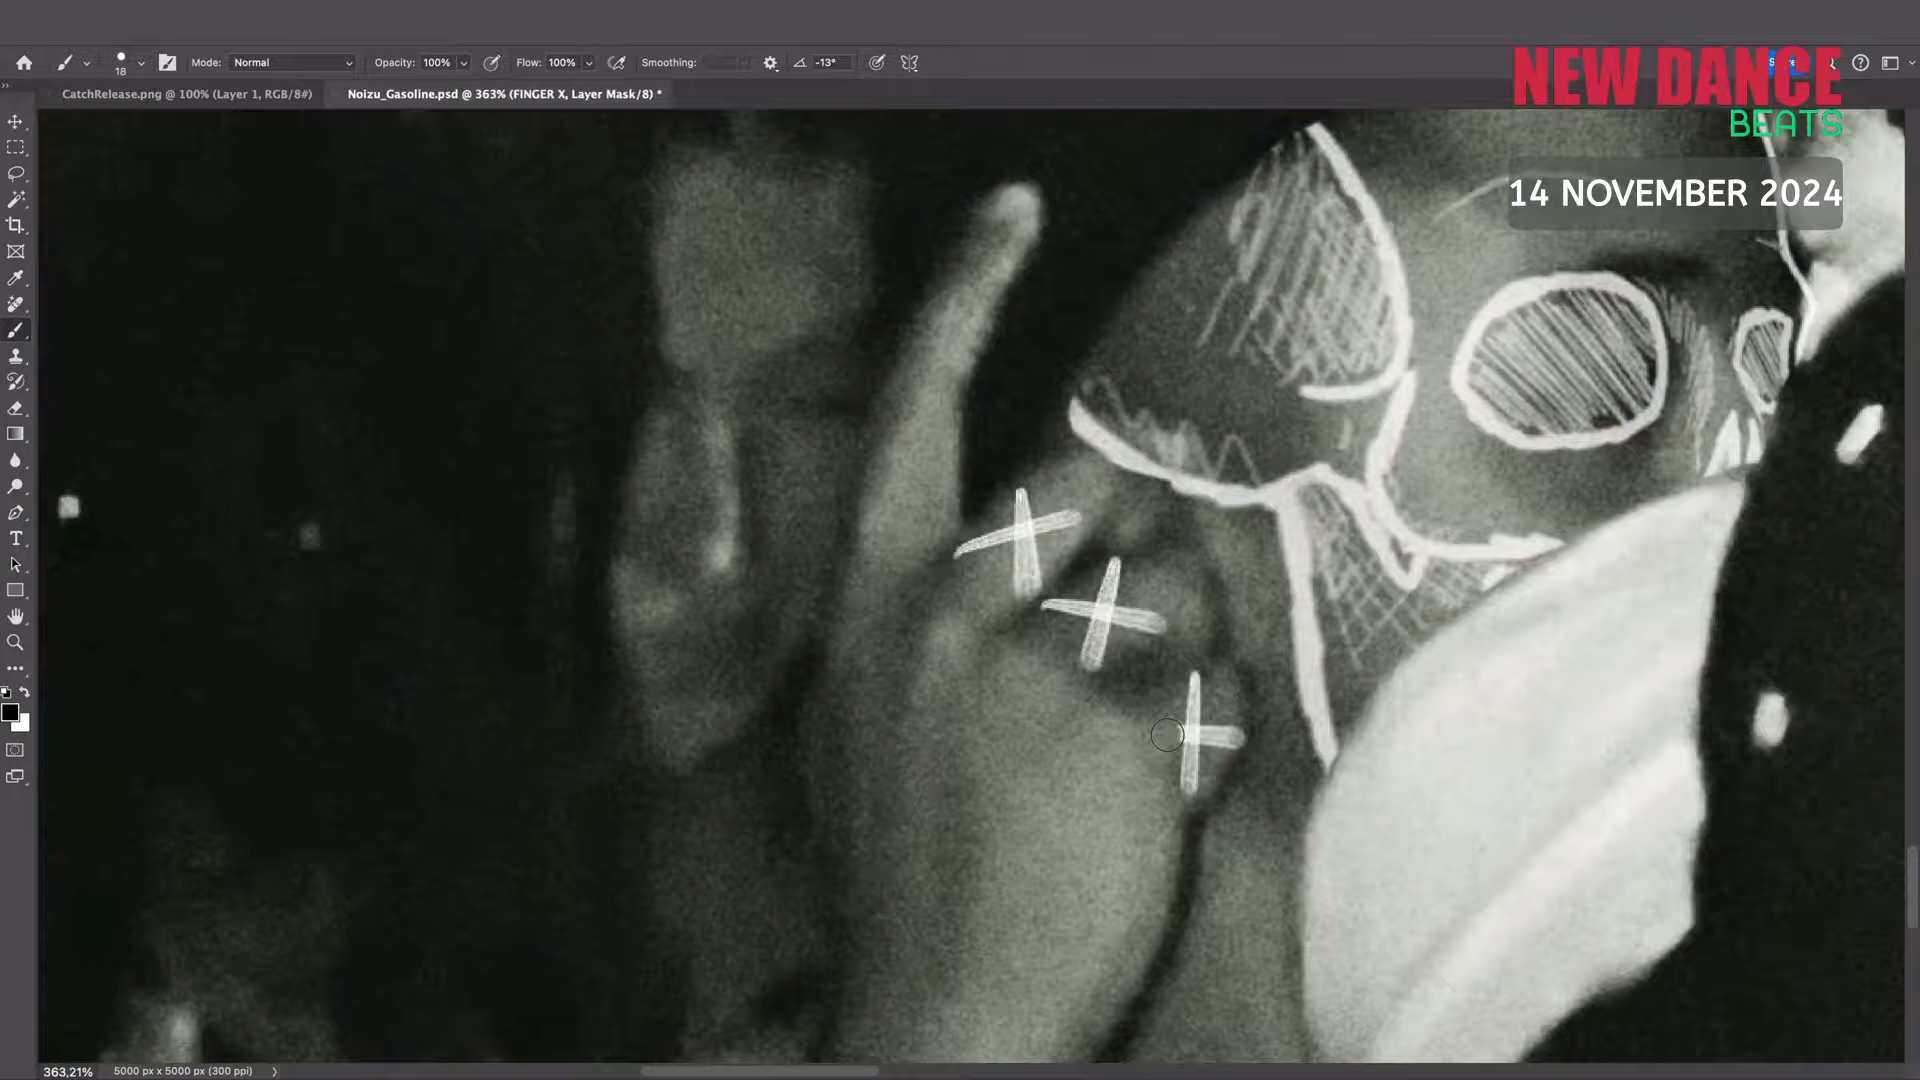 18
Mode:
Normal
Opacity:
100%
Flow:
100%
Smoothing:
-13°
CatchRelease.png @ 100% (Layer 1, RGB/8#)
Noizu_Gasoline.psd @ 363% (FINGER X, Layer Mask/8) *
NEW DANCE
BEATS
14 NOVEMBER 2024
363,21%
5000 px x 5000 px (300 ppi)